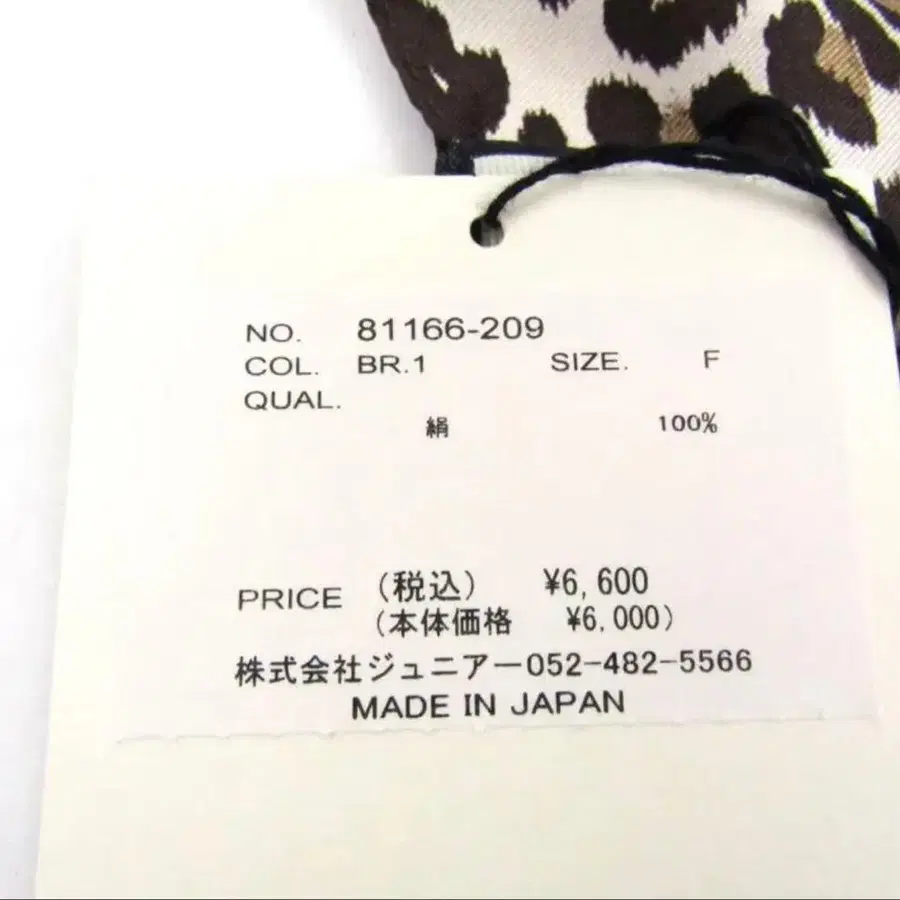 NO. 81166-209
COL. BR.1 SIZE. F
QUAL.
絹 100%
PRICE (税込) ¥6,600
(本体価格 ¥6,000)
株式会社ジュニアー052-482-5566
MADE IN JAPAN